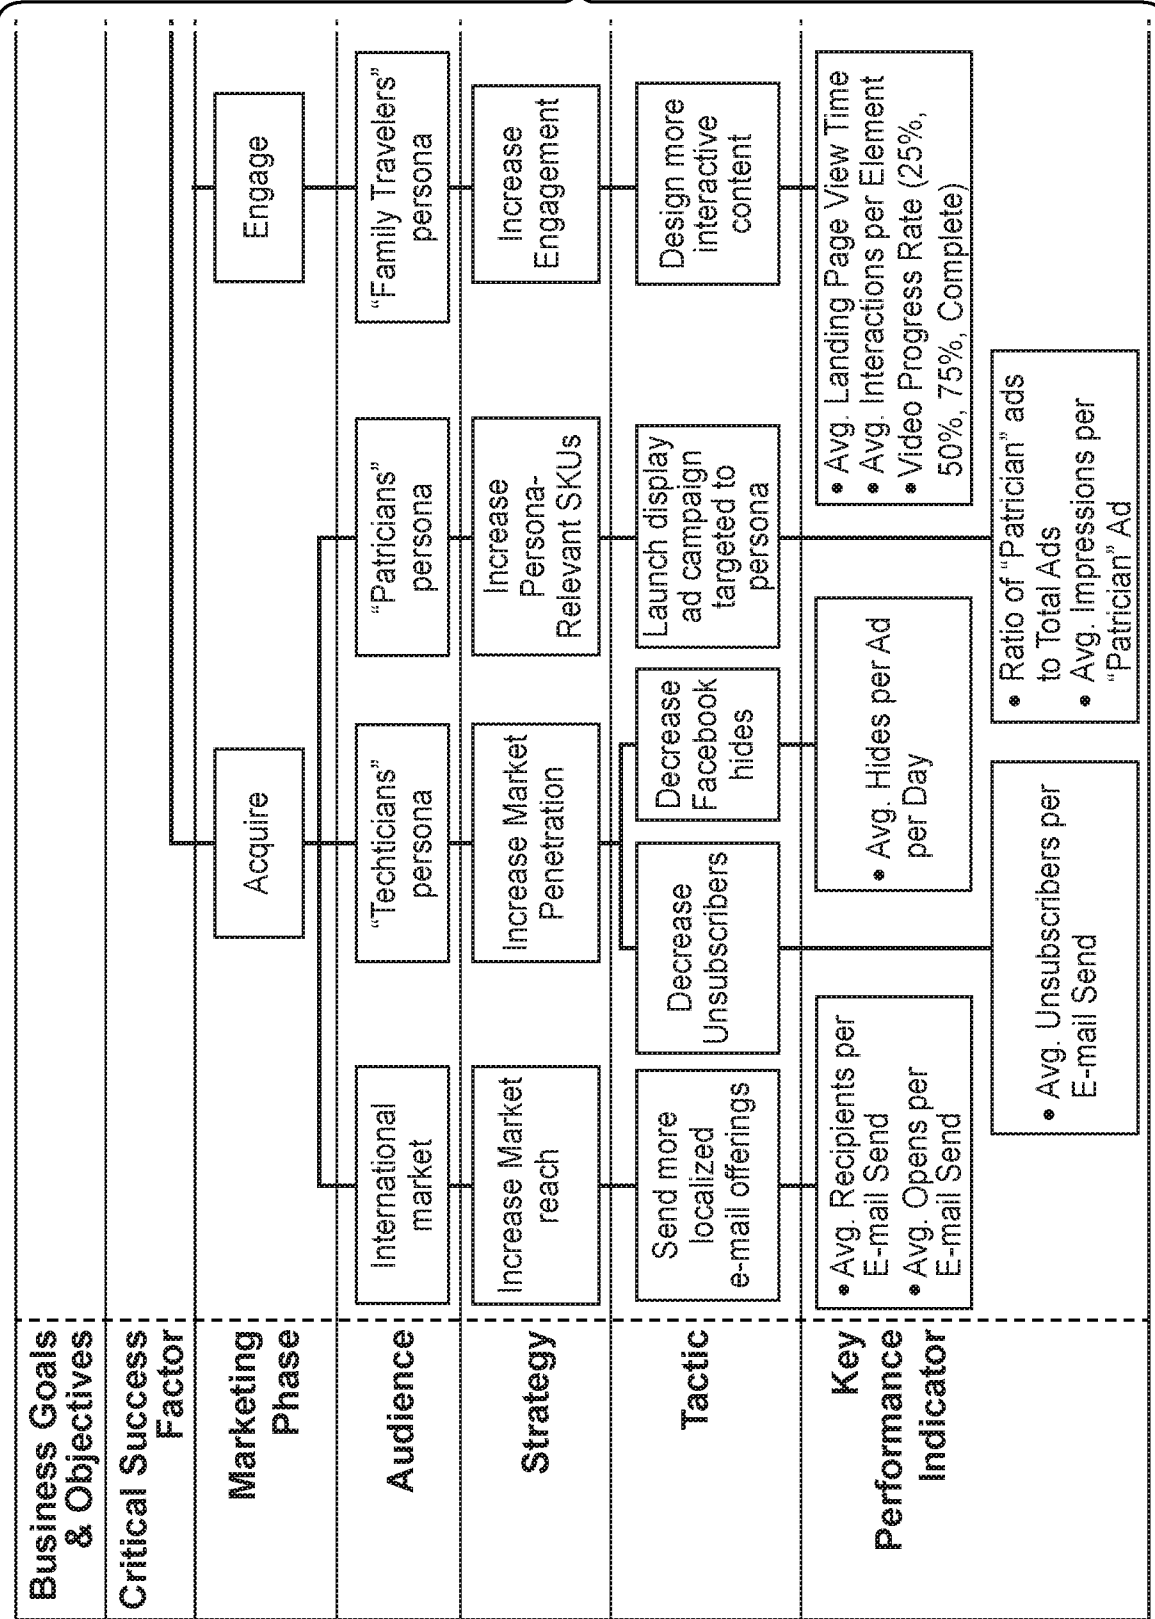 Business Goals
& Objectives
Critical Success
Factor
Marketing
Phase
Acquire
Engage
Audience
International
market
“Techticians”
persona
“Patricians”
persona
“Family Travelers”
persona
Strategy
Increase Market
reach
Increase Market
Penetration
Increase
Persona-
Relevant SKUs
Increase
Engagement
Tactic
Send more
localized
e-mail offerings
Decrease
Unsubscribers
Decrease
Facebook
hides
Launch display
ad campaign
targeted to
persona
Design more
interactive
content
Key
Performance
Indicator
• Avg. Recipients per
E-mail Send
• Avg. Opens per
E-mail Send
• Avg. Hides per Ad
per Day
• Avg. Landing Page View Time
• Avg. Interactions per Element
• Video Progress Rate (25%,
50%, 75%, Complete)
• Avg. Unsubscribers per
E-mail Send
• Ratio of “Patrician” ads
to Total Ads
• Avg. Impressions per
“Patrician” Ad